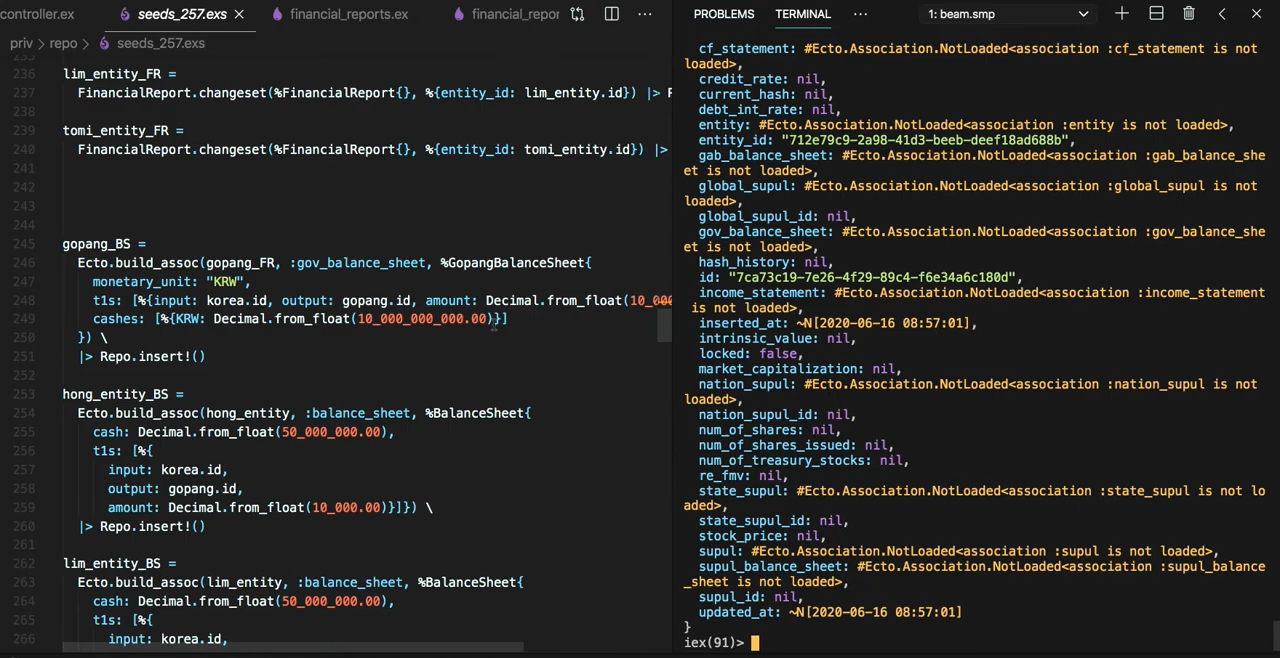 controller.ex
seeds_257.exs
financial_reports.ex
financial_repor
PROBLEMS
TERMINAL
1: beam.smp
priv > repo > seeds_257.exs
236 lim_entity_FR =
237 FinancialReport.changeset(%FinancialReport{}, %{entity_id: lim_entity.id}) |>
238
239 tomi_entity_FR =
240 FinancialReport.changeset(%FinancialReport{}, %{entity_id: tomi_entity.id}) |>
241
242
243
244
245 gopang_BS =
246 Ecto.build_assoc(gopang_FR, :gov_balance_sheet, %GopangBalanceSheet{
247 monetary_unit: "KRW",
248 t1s: [%{input: korea.id, output: gopang.id, amount: Decimal.from_float(10_000
249 cashes: [%{KRW: Decimal.from_float(10_000_000_000.00)}]
250 }) \
251 |> Repo.insert!()
252
253 hong_entity_BS =
254 Ecto.build_assoc(hong_entity, :balance_sheet, %BalanceSheet{
255 cash: Decimal.from_float(50_000_000.00),
256 t1s: [%{
257 input: korea.id,
258 output: gopang.id,
259 amount: Decimal.from_float(10_000.00)}]}) \
260 |> Repo.insert!()
261
262 lim_entity_BS =
263 Ecto.build_assoc(lim_entity, :balance_sheet, %BalanceSheet{
264 cash: Decimal.from_float(50_000_000.00),
265 t1s: [%{
266 input: korea.id,
cf_statement: #Ecto.Association.NotLoaded<association :cf_statement is not
loaded>,
credit_rate: nil,
current_hash: nil,
debt_int_rate: nil,
entity: #Ecto.Association.NotLoaded<association :entity is not loaded>,
entity_id: "712e79c9-2a98-41d3-beeb-deef18ad688b",
gab_balance_sheet: #Ecto.Association.NotLoaded<association :gab_balance_she
et is not loaded>,
global_supul: #Ecto.Association.NotLoaded<association :global_supul is not
loaded>,
global_supul_id: nil,
gov_balance_sheet: #Ecto.Association.NotLoaded<association :gov_balance_she
et is not loaded>,
hash_history: nil,
id: "7ca73c19-7e26-4f29-89c4-f6e34a6c180d",
income_statement: #Ecto.Association.NotLoaded<association :income_statement
is not loaded>,
inserted_at: ~N[2020-06-16 08:57:01],
intrinsic_value: nil,
locked: false,
market_capitalization: nil,
nation_supul: #Ecto.Association.NotLoaded<association :nation_supul is not
loaded>,
nation_supul_id: nil,
num_of_shares: nil,
num_of_shares_issued: nil,
num_of_treasury_stocks: nil,
re_fmv: nil,
state_supul: #Ecto.Association.NotLoaded<association :state_supul is not lo
aded>,
state_supul_id: nil,
stock_price: nil,
supul: #Ecto.Association.NotLoaded<association :supul is not loaded>,
supul_balance_sheet: #Ecto.Association.NotLoaded<association :supul_balance
_sheet is not loaded>,
supul_id: nil,
updated_at: ~N[2020-06-16 08:57:01]
}
iex(91)>